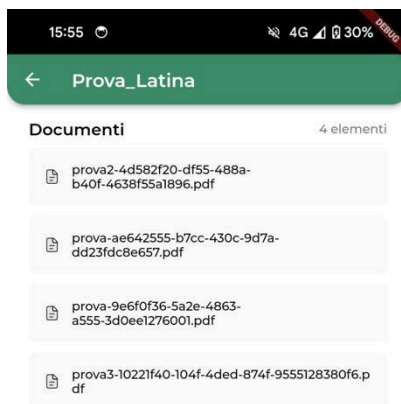 15:55 4G 30%
DEBUG
Prova_Latina
Documenti 4 elementi
prova2-4d582f20-df55-488a-
b40f-4638f55a1896.pdf
prova-ae642555-b7cc-430c-9d7a-
dd23fdc8e657.pdf
prova-9e6f0f36-5a2e-4863-
a555-3d0ee1276001.pdf
prova3-10221f40-104f-4ded-874f-9555128380f6.p
df